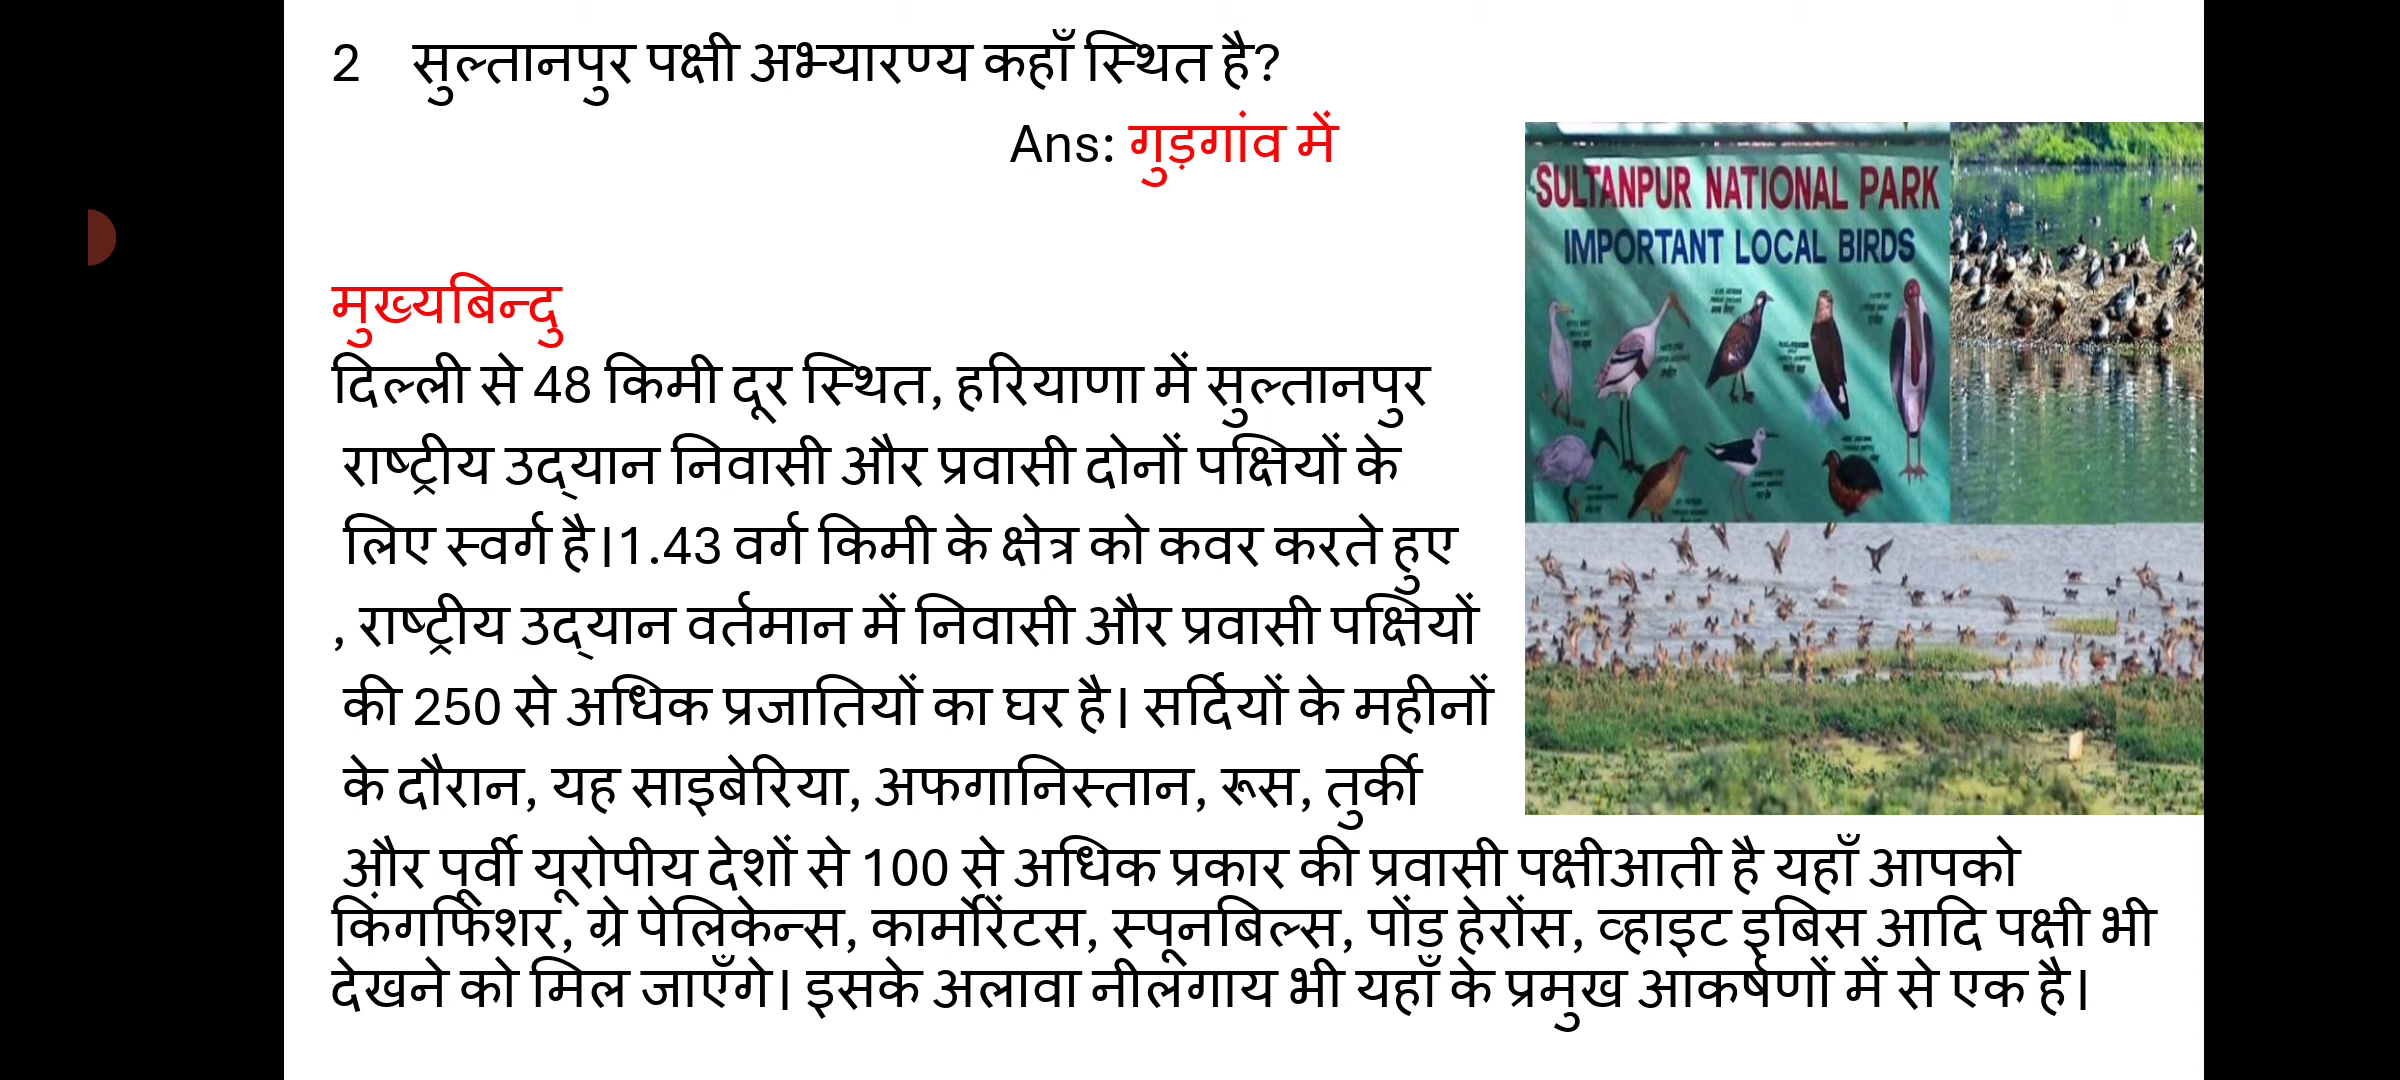 2 सुल्तानपुर पक्षी अभ्यारण्य कहाँ स्थित है?
Ans: गुड़गांव में
SULTANPUR NATIONAL PARK
IMPORTANT LOCAL BIRDS
मुख्यबिन्दु
दिल्ली से 48 किमी दूर स्थित, हरियाणा में सुल्तानपुर
राष्ट्रीय उद्यान निवासी और प्रवासी दोनों पक्षियों के
लिए स्वर्ग है।1.43 वर्ग किमी के क्षेत्र को कवर करते हुए
, राष्ट्रीय उद्यान वर्तमान में निवासी और प्रवासी पक्षियों
की 250 से अधिक प्रजातियों का घर है। सर्दियों के महीनों
के दौरान, यह साइबेरिया, अफगानिस्तान, रूस, तुर्की
और पूर्वी यूरोपीय देशों से 100 से अधिक प्रकार की प्रवासी पक्षीआती है यहाँ आपको
किंगफिशर, ग्रे पेलिकेन्स, कार्मोरेंटस, स्पूनबिल्स, पोंड हेरोंस, व्हाइट इबिस आदि पक्षी भी
देखने को मिल जाएँगे। इसके अलावा नीलगाय भी यहाँ के प्रमुख आकर्षणों में से एक है।